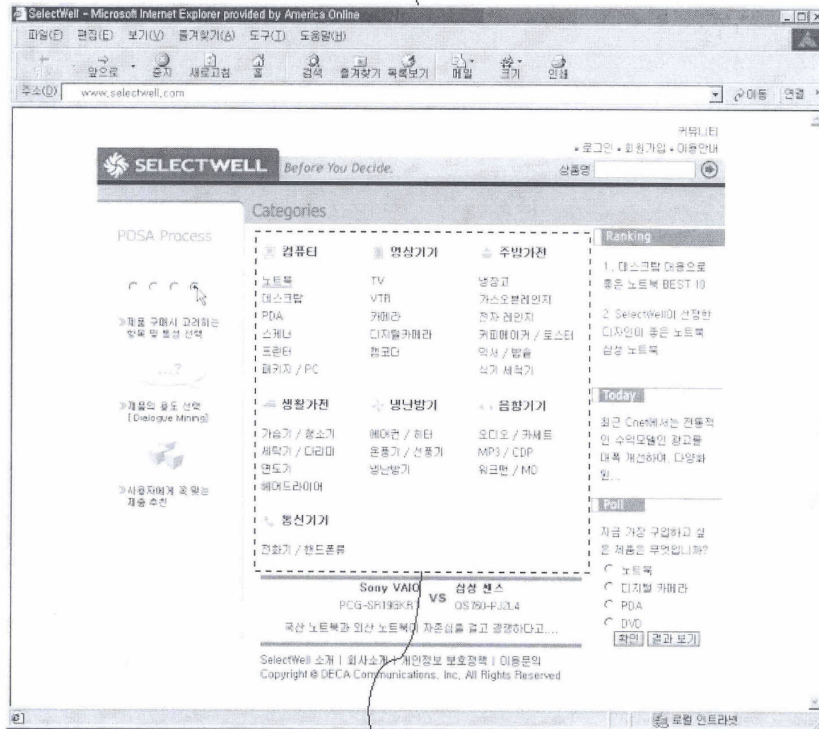 SelectWell - Microsoft Internet Explorer provided by America Online
파일(F) 편집(E) 보기(V) 즐겨찾기(A) 도구(T) 도움말(H)
앞으로 중지 새로고침 홈 검색 즐겨찾기 목록보기 메일 크기 인쇄
주소(D) www.selectwell.com 이동 연결
커뮤니티
• 로그인 • 회원가입 • 이용안내
SELECTWELL Before You Decide. 상품명
Categories
PDSA Process
»제품 구매시 고려하는
항목 및 특성 선택
...?
»제품의 용도 선택
[Dialogue Mining]
»사용자에게 꼭 맞는
제품 추천
컴퓨터
노트북
데스크탑
PDA
스캐너
프린터
패키지 / PC
영상기기
TV
VTR
카메라
디지털카메라
캠코더
주방가전
냉장고
가스오븐레인지
전자 레인지
커피메이커 / 토스터
믹서 / 밥솥
식기 세척기
생활가전
가습기 / 청소기
세탁기 / 다리미
면도기
헤어드라이어
냉난방기
에어컨 / 히터
온풍기 / 선풍기
냉난방기
음향기기
오디오 / 카세트
MP3 / CDP
워크맨 / MD
통신기기
전화기 / 핸드폰류
Ranking
1. 데스크탑 대용으로
좋은 노트북 BEST 10
2. SelectWell이 선정한
디자인이 좋은 노트북
삼성 노트북
Today
최근 Cnet에서는 전통적
인 수익모델인 광고를
대폭 개선하여, 다양화
된...
Poll
지금 가장 구입하고 싶
은 제품은 무엇입니까?
노트북
디지털 카메라
PDA
DVD
확인 결과 보기
Sony VAIO VS 삼성 센스
국산 노트북과 외산 노트북이 자존심을 걸고 경쟁하다고....
SelectWell 소개 | 회사소개 | 개인정보 보호정책 | 이용문의
Copyright © DECA Communications, Inc, All Rights Reserved
로컬 인트라넷